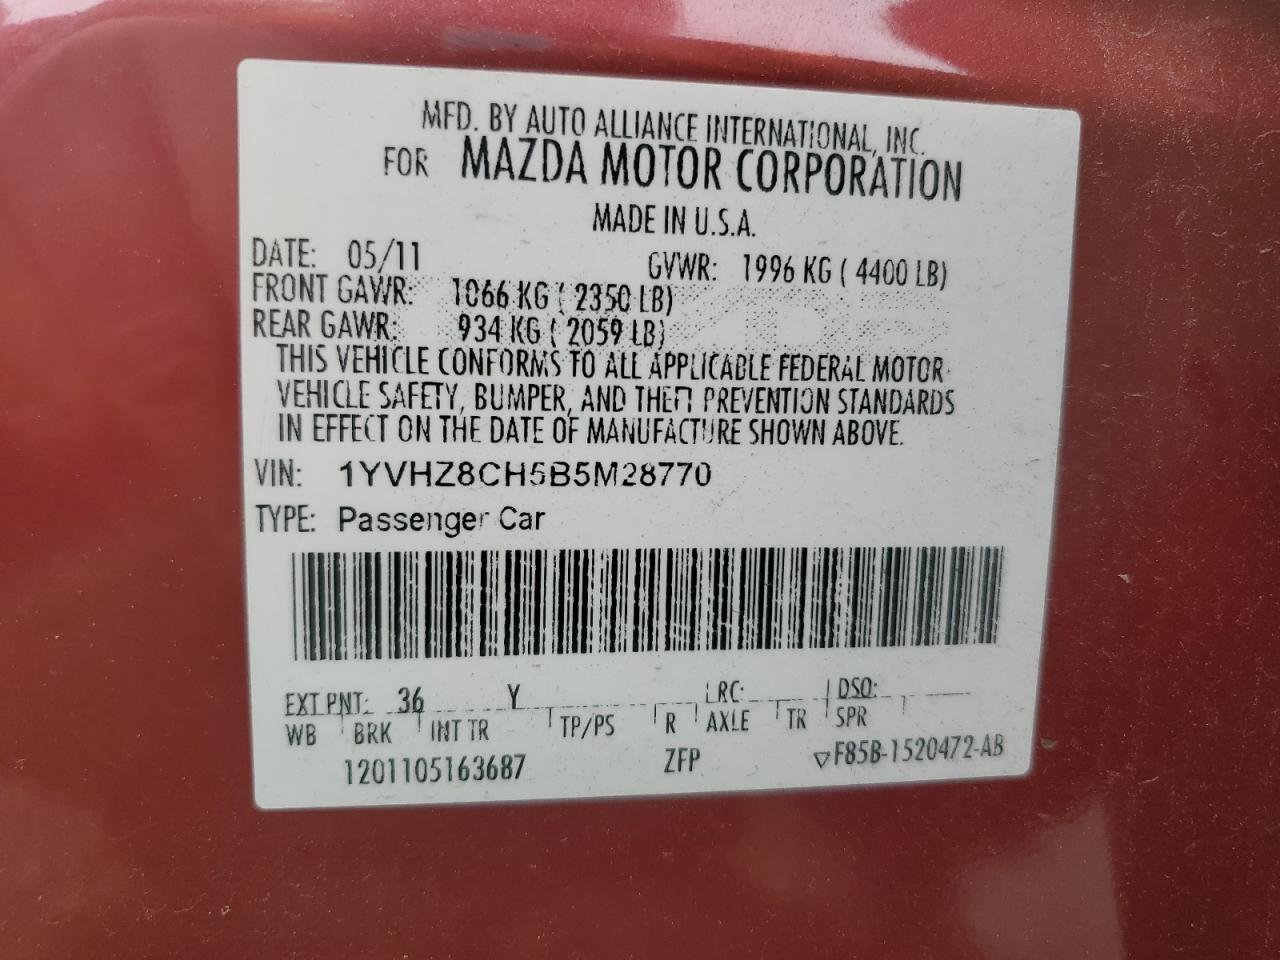 MFD. BY AUTO ALLIANCE INTERNATIONAL, INC.
FOR MAZDA MOTOR CORPORATION
MADE IN U.S.A.
DATE: 05/11 GVWR: 1996 KG ( 4400 LB)
FRONT GAWR: 1066 KG ( 2350 LB)
REAR GAWR: 934 KG ( 2059 LB)
THIS VEHICLE CONFORMS TO ALL APPLICABLE FEDERAL MOTOR
VEHICLE SAFETY, BUMPER, AND THEFT PREVENTION STANDARDS
IN EFFECT ON THE DATE OF MANUFACTURE SHOWN ABOVE.
VIN: 1YVHZ8CH5B5M28770
TYPE: Passenger Car
EXT PNT: 36 Y LRC: DSO:
WB BRK INT TR TP/PS R AXLE TR SPR
1201105163687 ZFP ▽F85B-1520472-AB